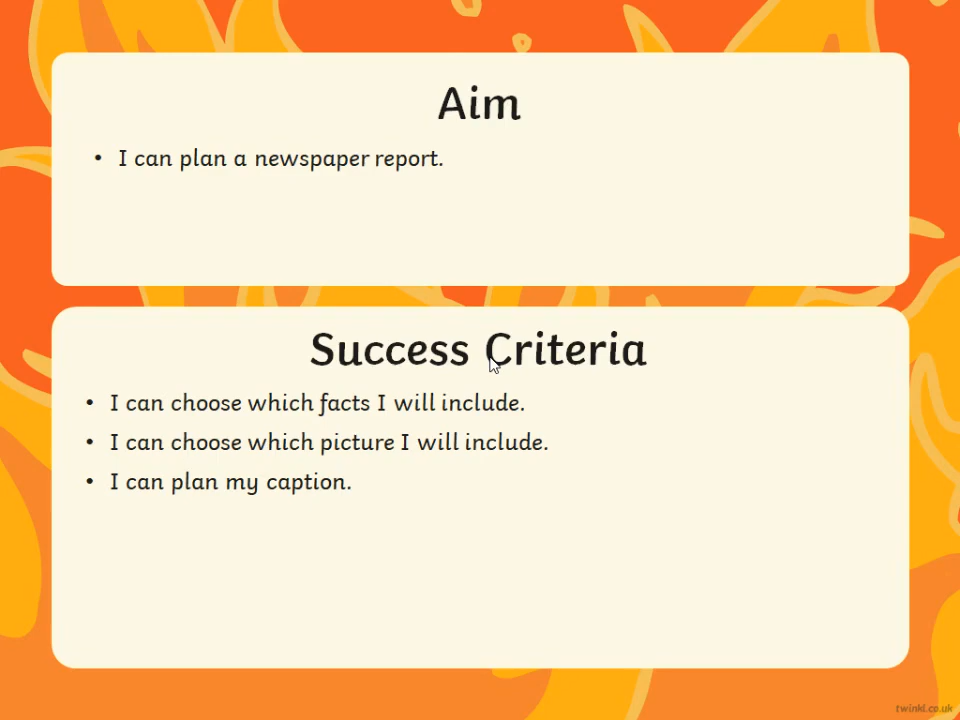 Aim
• I can plan a newspaper report.
Success Criteria
• I can choose which facts I will include.
• I can choose which picture I will include.
• I can plan my caption.
twinkl.co.uk